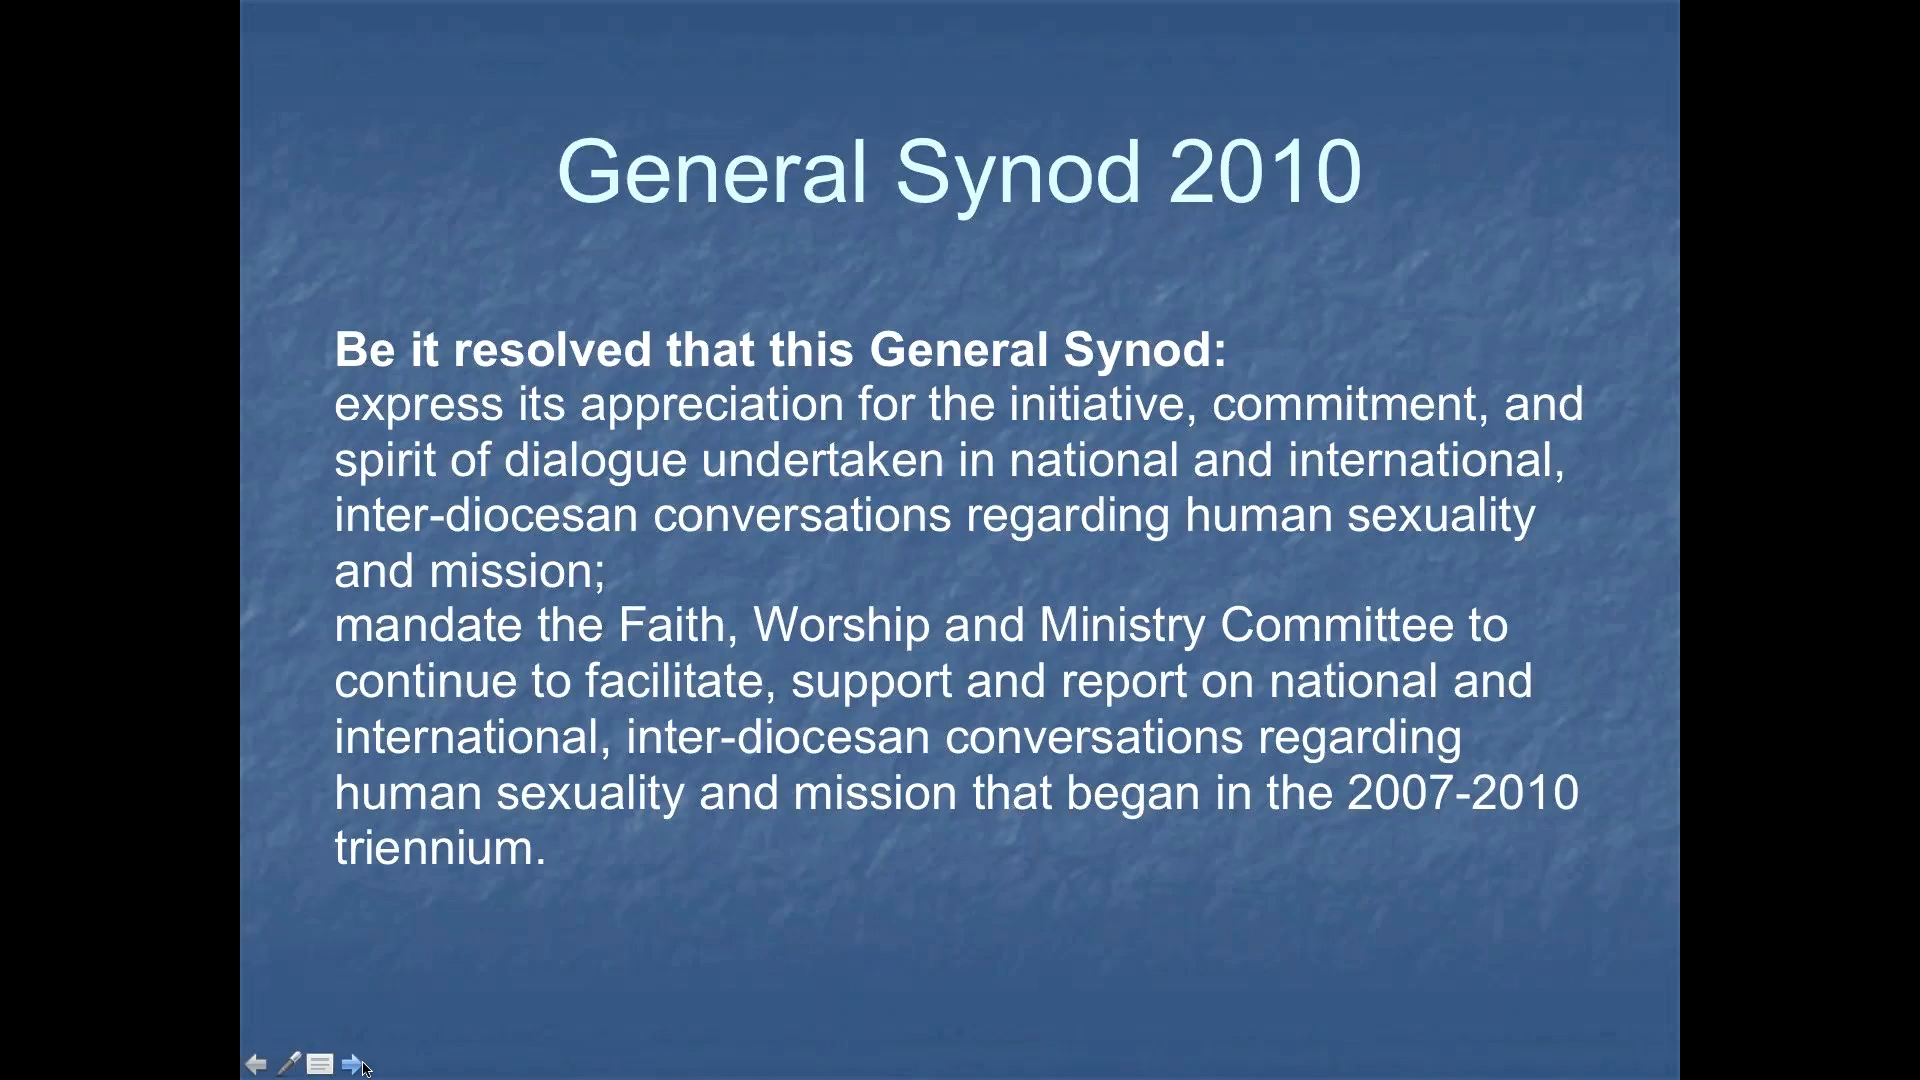 General Synod 2010
Be it resolved that this General Synod:
express its appreciation for the initiative, commitment, and
spirit of dialogue undertaken in national and international,
inter-diocesan conversations regarding human sexuality
and mission;
mandate the Faith, Worship and Ministry Committee to
continue to facilitate, support and report on national and
international, inter-diocesan conversations regarding
human sexuality and mission that began in the 2007-2010
triennium.